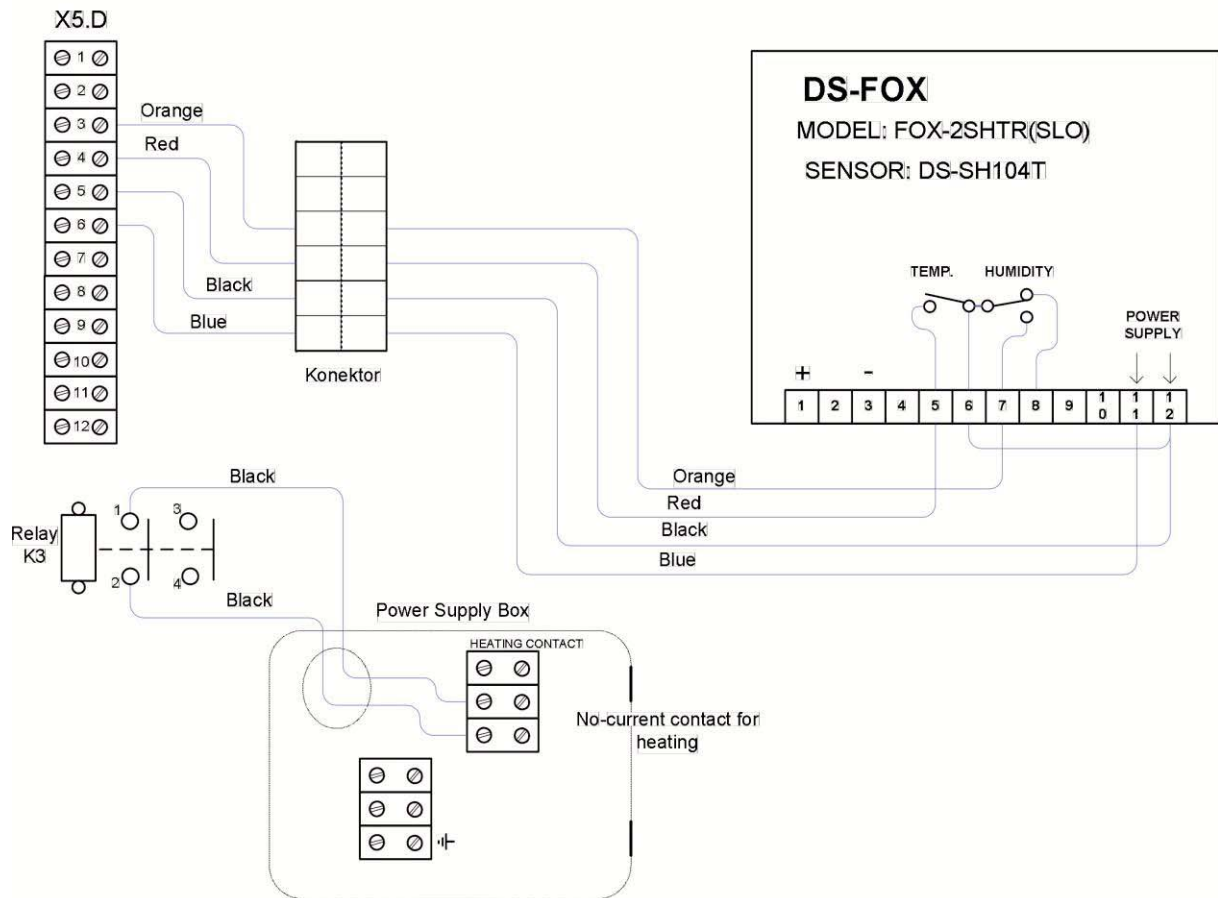 X5.D
1
2
3
4
5
6
7
8
9
10
11
12
Orange
Red
Black
Blue
Konektor
DS-FOX
MODEL: FOX-2SHTR(SLO)
SENSOR: DS-SH104T
TEMP. HUMIDITY
POWER
SUPPLY
+ -
1 2 3 4 5 6 7 8 9 10 11 12
Orange
Red
Black
Blue
Relay
K3
1
3
2
4
Black
Black
Power Supply Box
HEATING CONTACT
No-current contact for
heating